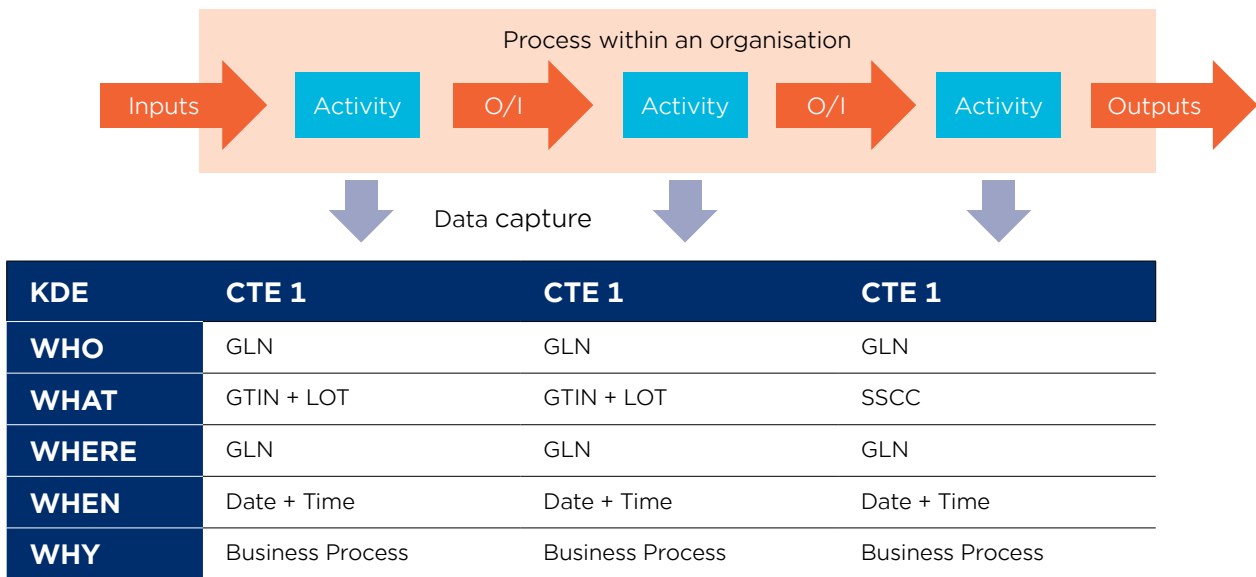 Process within an organisation
Inputs Activity O/I Activity O/I Activity Outputs
Data capture
KDE CTE 1 CTE 1 CTE 1
WHO GLN GLN GLN
WHAT GTIN + LOT GTIN + LOT SSCC
WHERE GLN GLN GLN
WHEN Date + Time Date + Time Date + Time
WHY Business Process Business Process Business Process